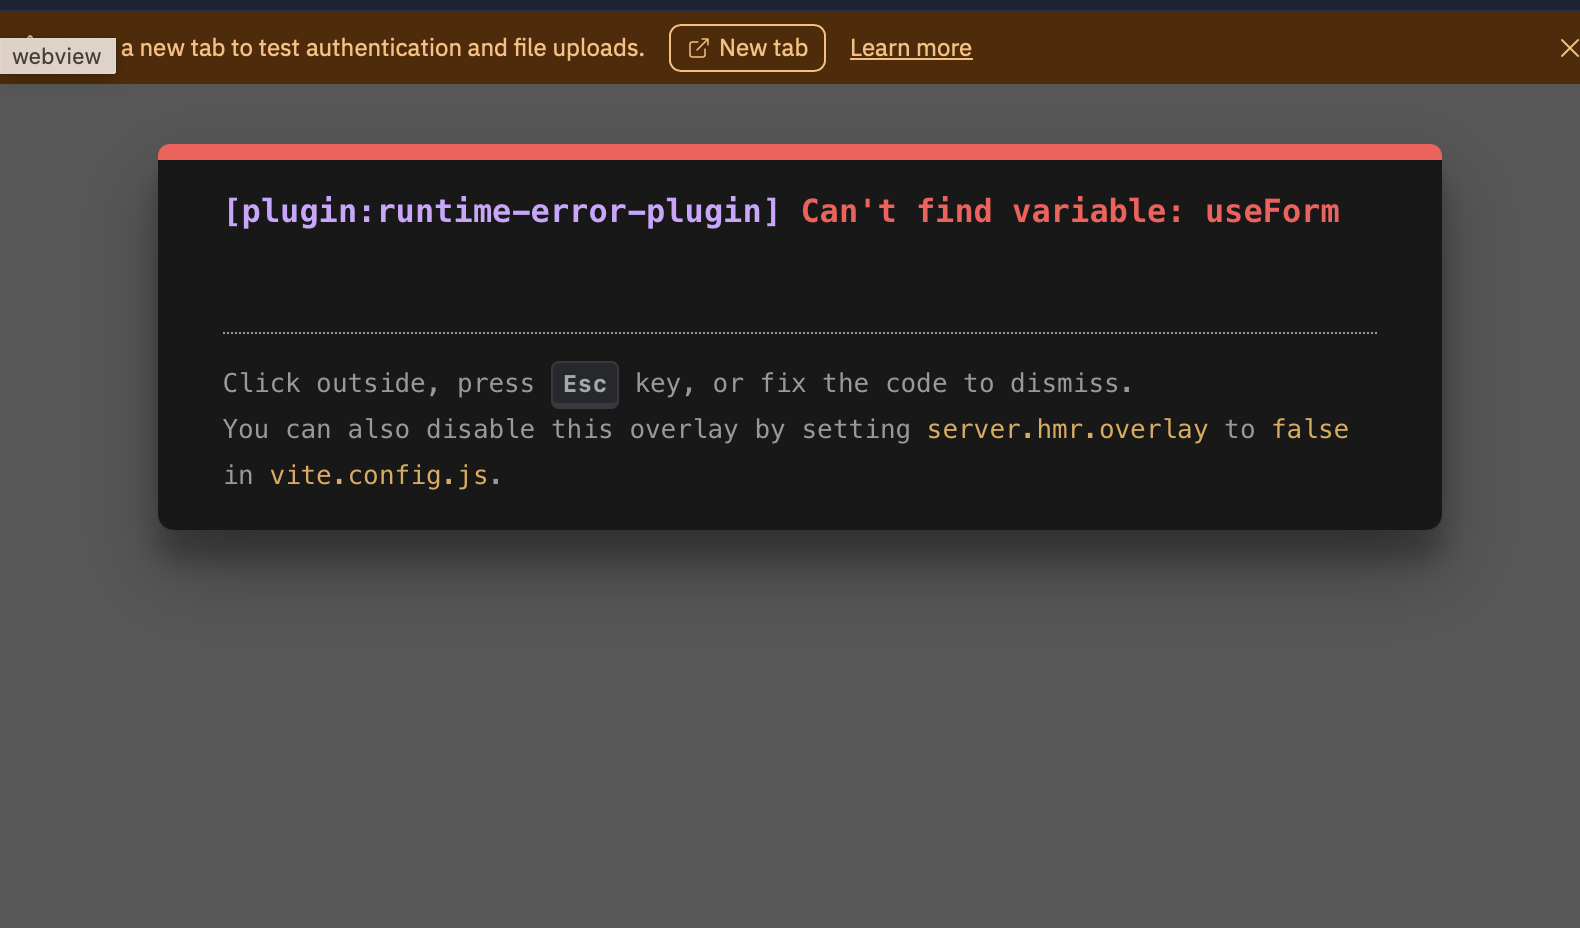 webview
a new tab to test authentication and file uploads. New tab Learn more
[plugin:runtime-error-plugin] Can't find variable: useForm
Click outside, press Esc key, or fix the code to dismiss.
You can also disable this overlay by setting server.hmr.overlay to false
in vite.config.js.